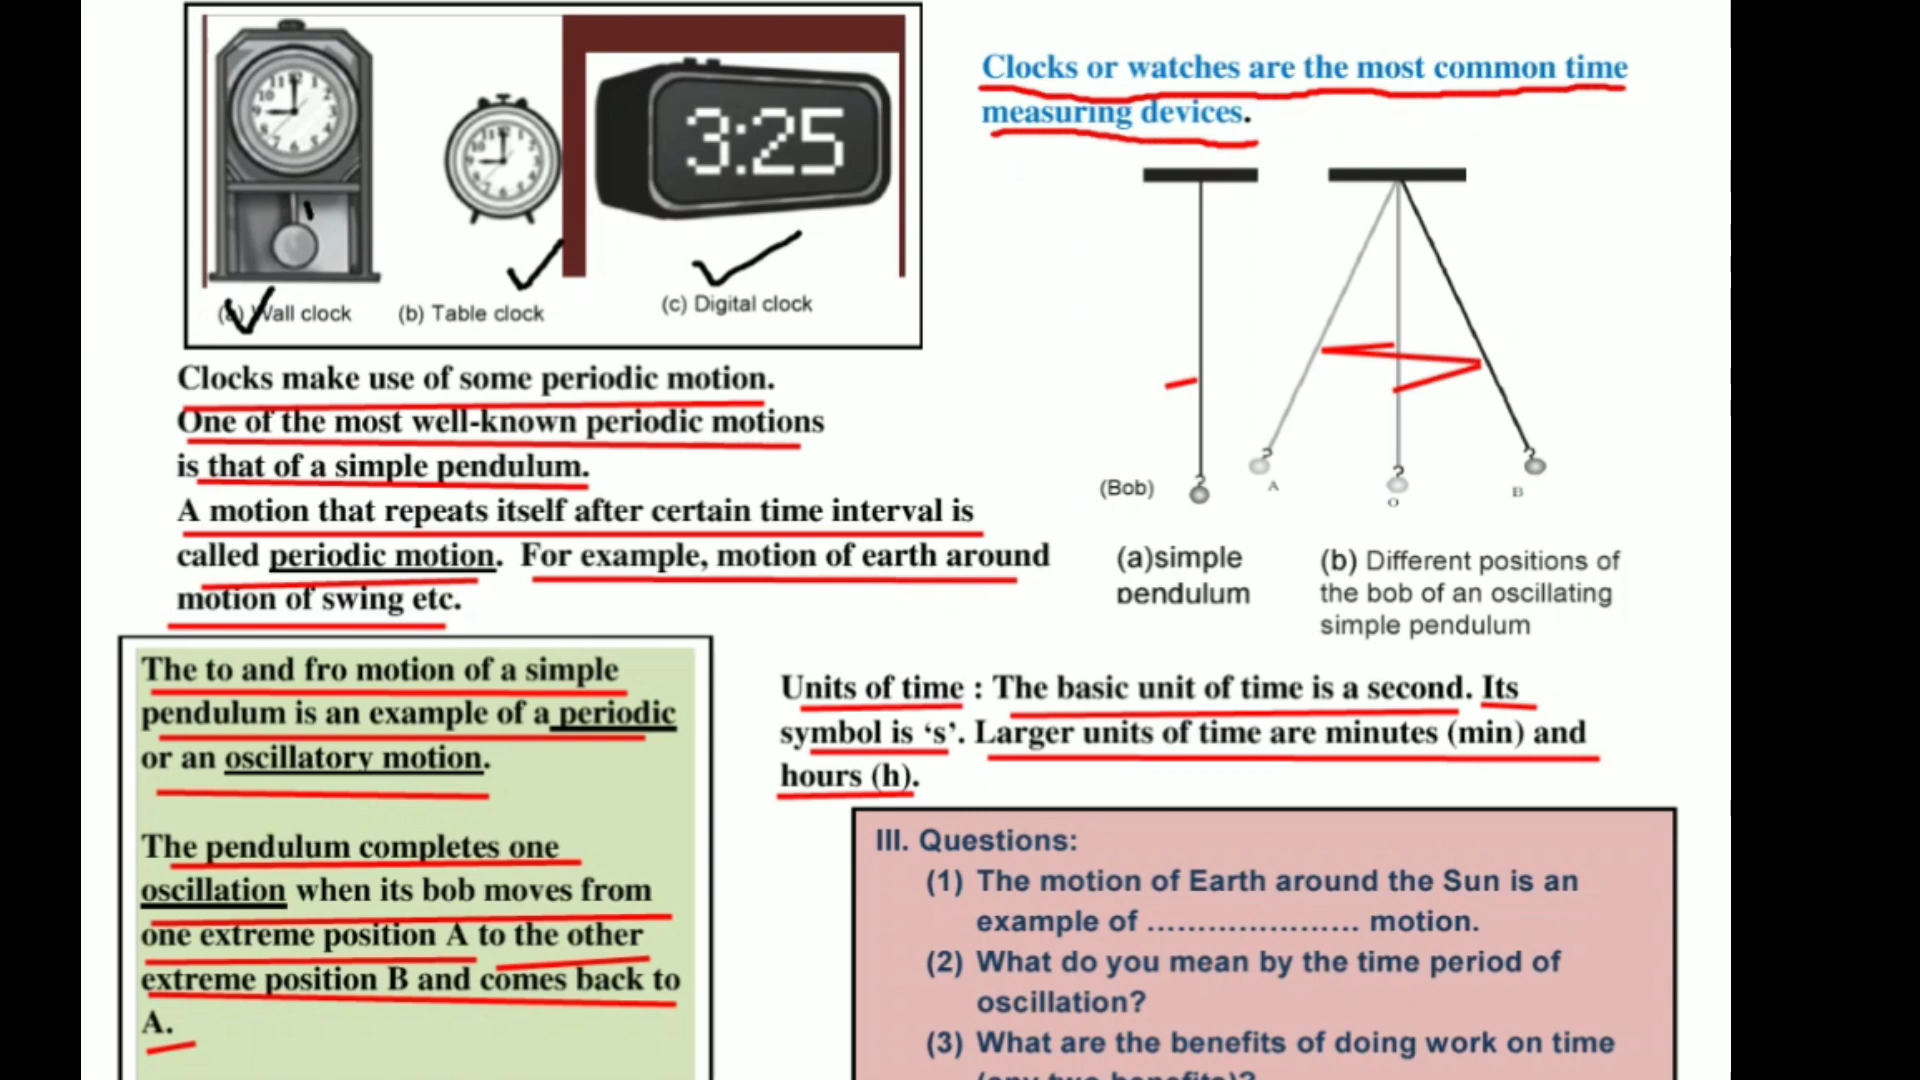 3:25
(a) Wall clock
(b) Table clock
(c) Digital clock
Clocks or watches are the most common time
measuring devices.
Clocks make use of some periodic motion.
One of the most well-known periodic motions
is that of a simple pendulum.
A motion that repeats itself after certain time interval is
called periodic motion. For example, motion of earth around
motion of swing etc.
(Bob)
A
O
B
(a)simple
pendulum
(b) Different positions of
the bob of an oscillating
simple pendulum
The to and fro motion of a simple
pendulum is an example of a periodic
or an oscillatory motion.
The pendulum completes one
oscillation when its bob moves from
one extreme position A to the other
extreme position B and comes back to
A.
Units of time : The basic unit of time is a second. Its
symbol is ‘s’. Larger units of time are minutes (min) and
hours (h).
III. Questions:
(1) The motion of Earth around the Sun is an
example of ..................... motion.
(2) What do you mean by the time period of
oscillation?
(3) What are the benefits of doing work on time
(any two benefits)?